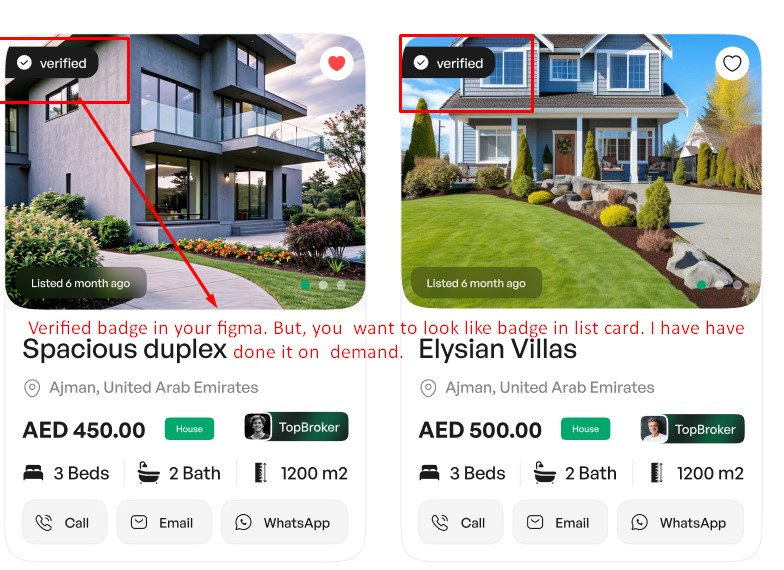 verified
verified
Listed 6 month ago
Listed 6 month ago
Verified badge in your figma. But, you want to look like badge in list card. I have have
done it on demand.
Spacious duplex
Elysian Villas
Ajman, United Arab Emirates
Ajman, United Arab Emirates
AED 450.00 House TopBroker
AED 500.00 House TopBroker
3 Beds 2 Bath 1200 m2
3 Beds 2 Bath 1200 m2
Call Email WhatsApp
Call Email WhatsApp